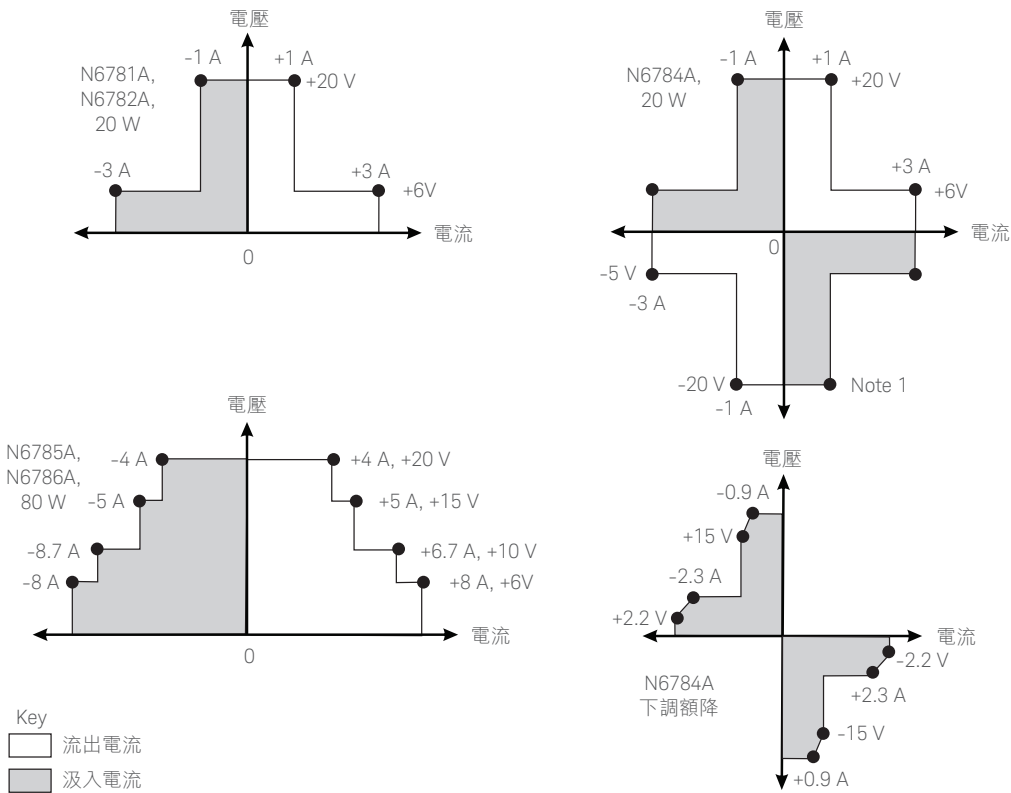 電壓
-1 A
+1 A
N6781A,
N6782A,
20 W
+20 V
-3 A
+3 A
+6V
電流
0
電壓
-1 A
+1 A
N6784A,
20 W
+20 V
+3 A
+6V
電流
0
-5 V
-3 A
-20 V
-1 A
Note 1
電壓
N6785A,
N6786A,
80 W
-4 A
+4 A, +20 V
-5 A
+5 A, +15 V
-8.7 A
+6.7 A, +10 V
-8 A
+8 A, +6V
電流
0
電壓
-0.9 A
+15 V
-2.3 A
+2.2 V
電流
-2.2 V
N6784A
下調額降
+2.3 A
-15 V
+0.9 A
Key
流出電流
汲入電流